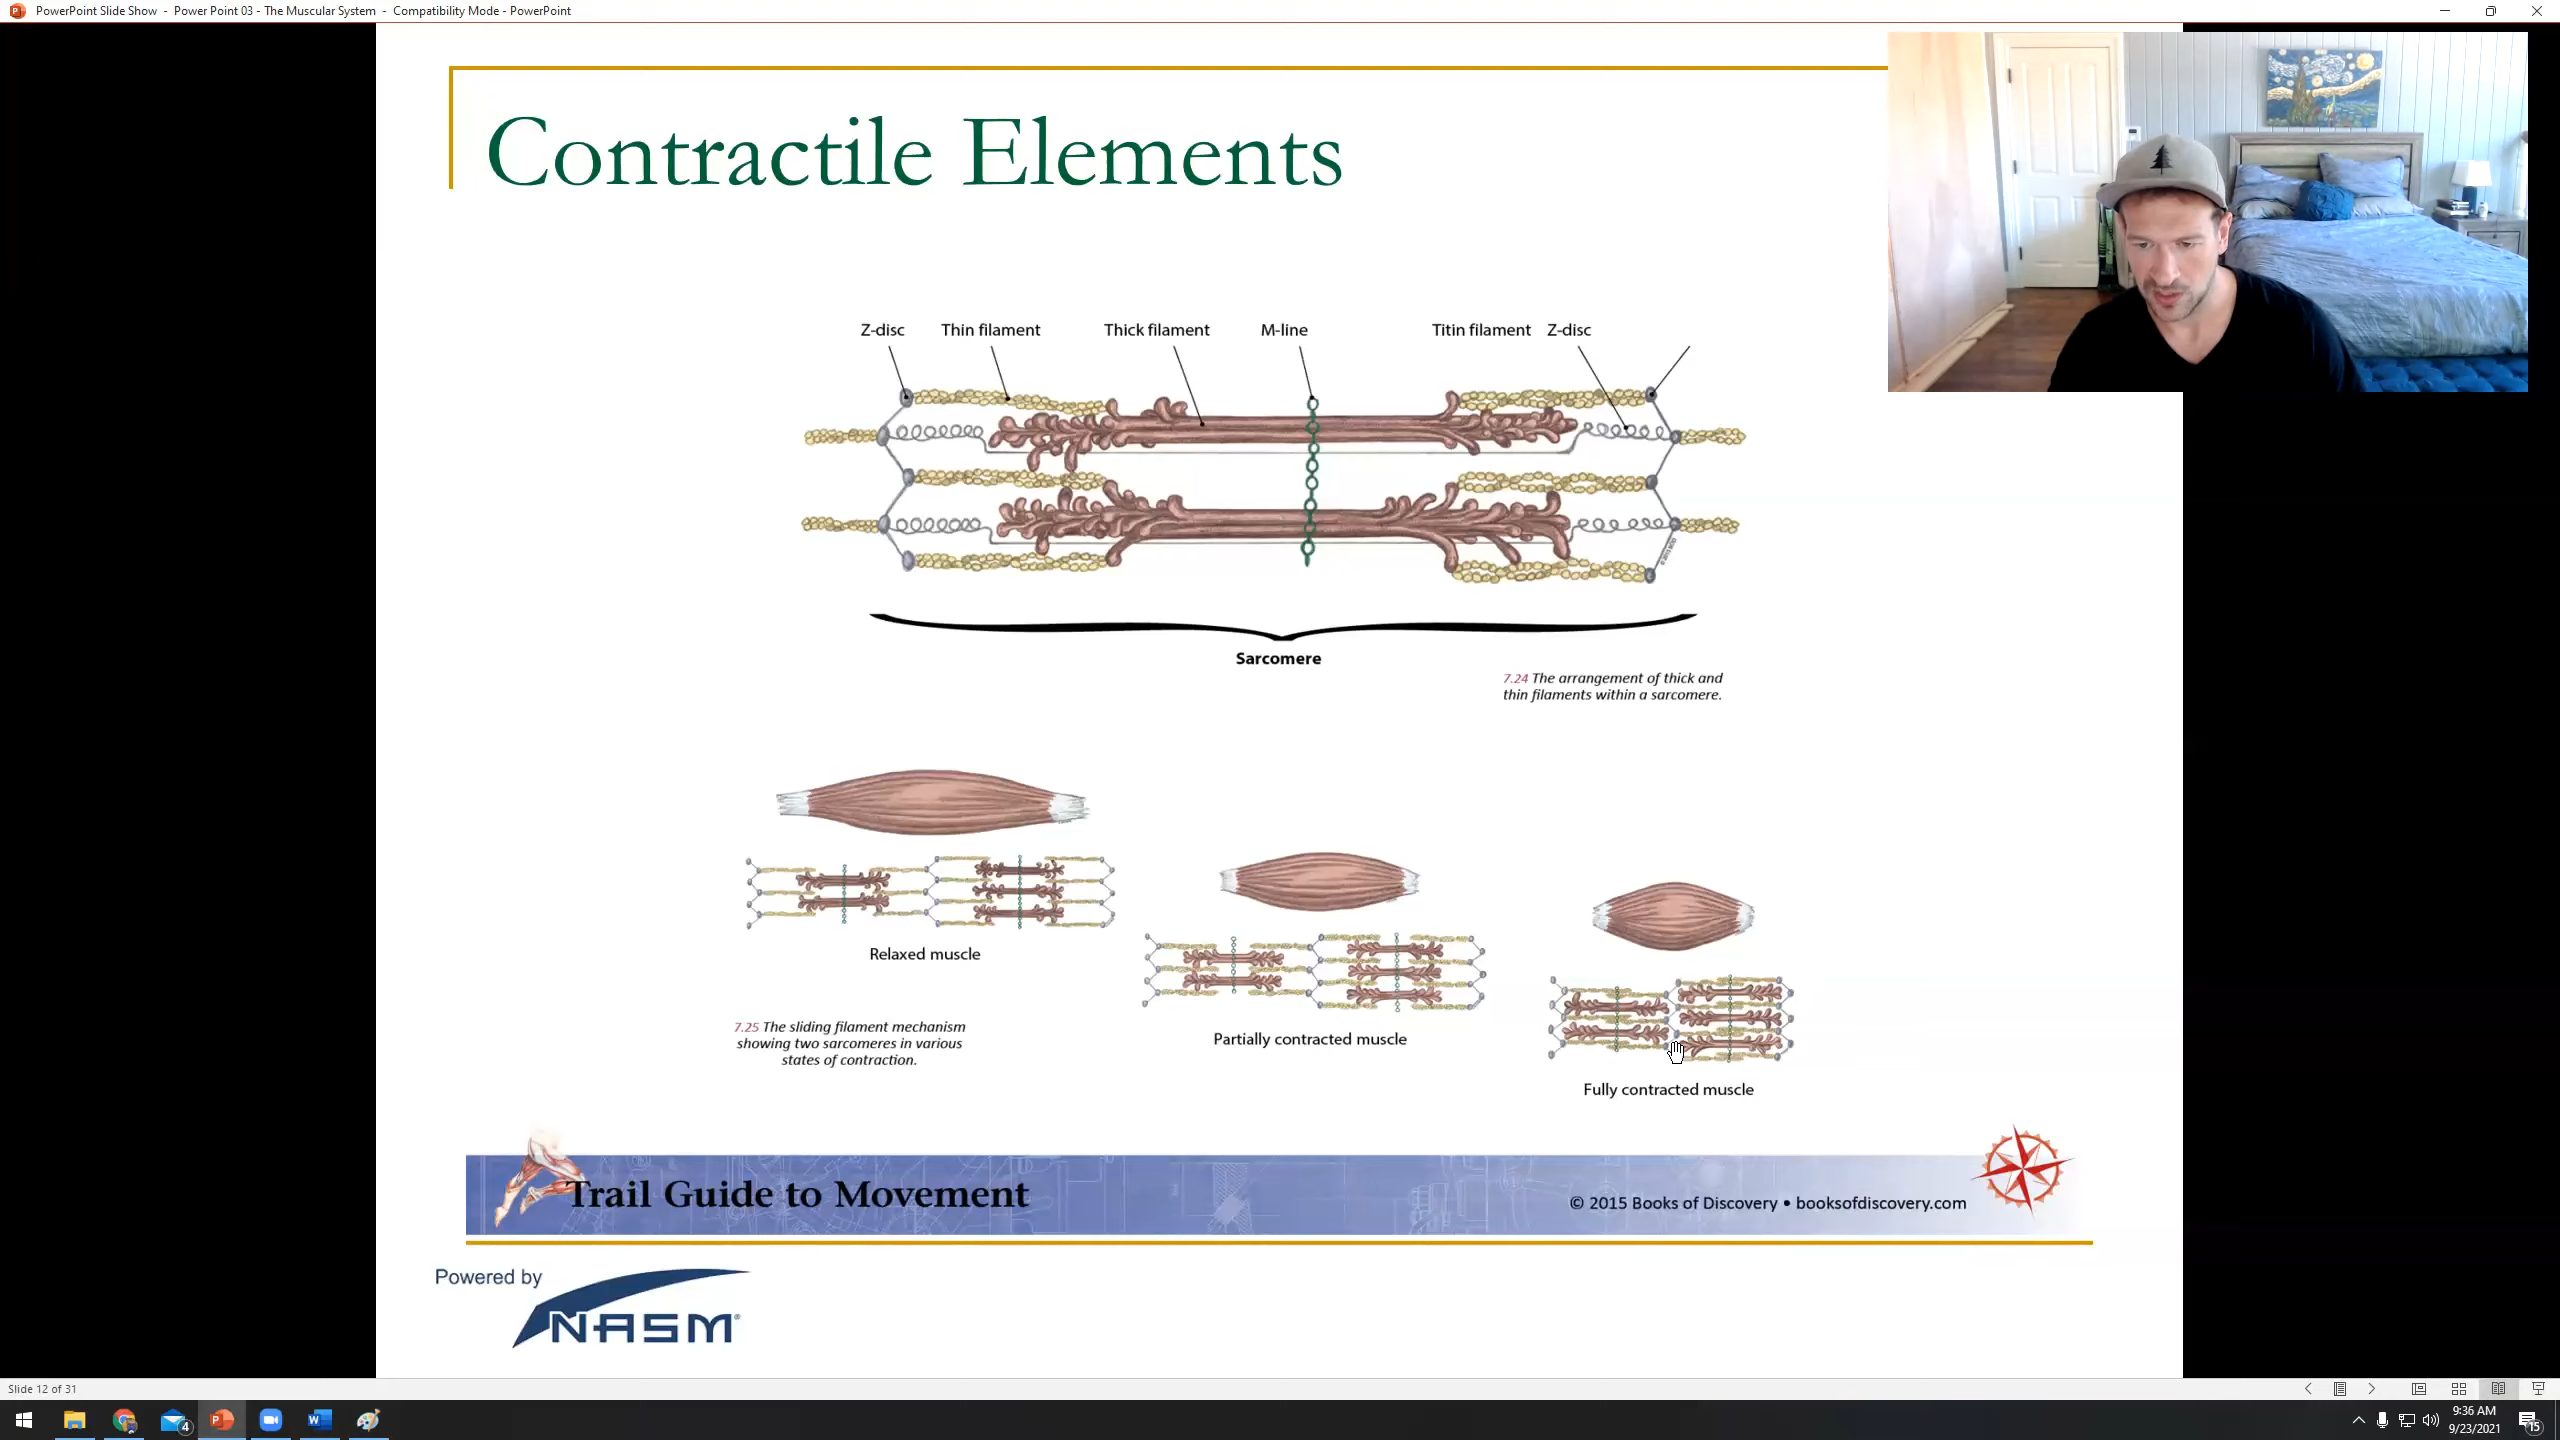 PowerPoint Slide Show - Power Point 03 - The Muscular System - Compatibility Mode - PowerPoint
Contractile Elements
Z-disc Thin filament Thick filament M-line Titin filament Z-disc
Sarcomere
7.24 The arrangement of thick and
thin filaments within a sarcomere.
Relaxed muscle
7.25 The sliding filament mechanism
showing two sarcomeres in various
states of contraction.
Partially contracted muscle
Fully contracted muscle
Trail Guide to Movement
© 2015 Books of Discovery • booksofdiscovery.com
Powered by
NASM
Slide 12 of 31
4
9:36 AM
9/23/2021
15